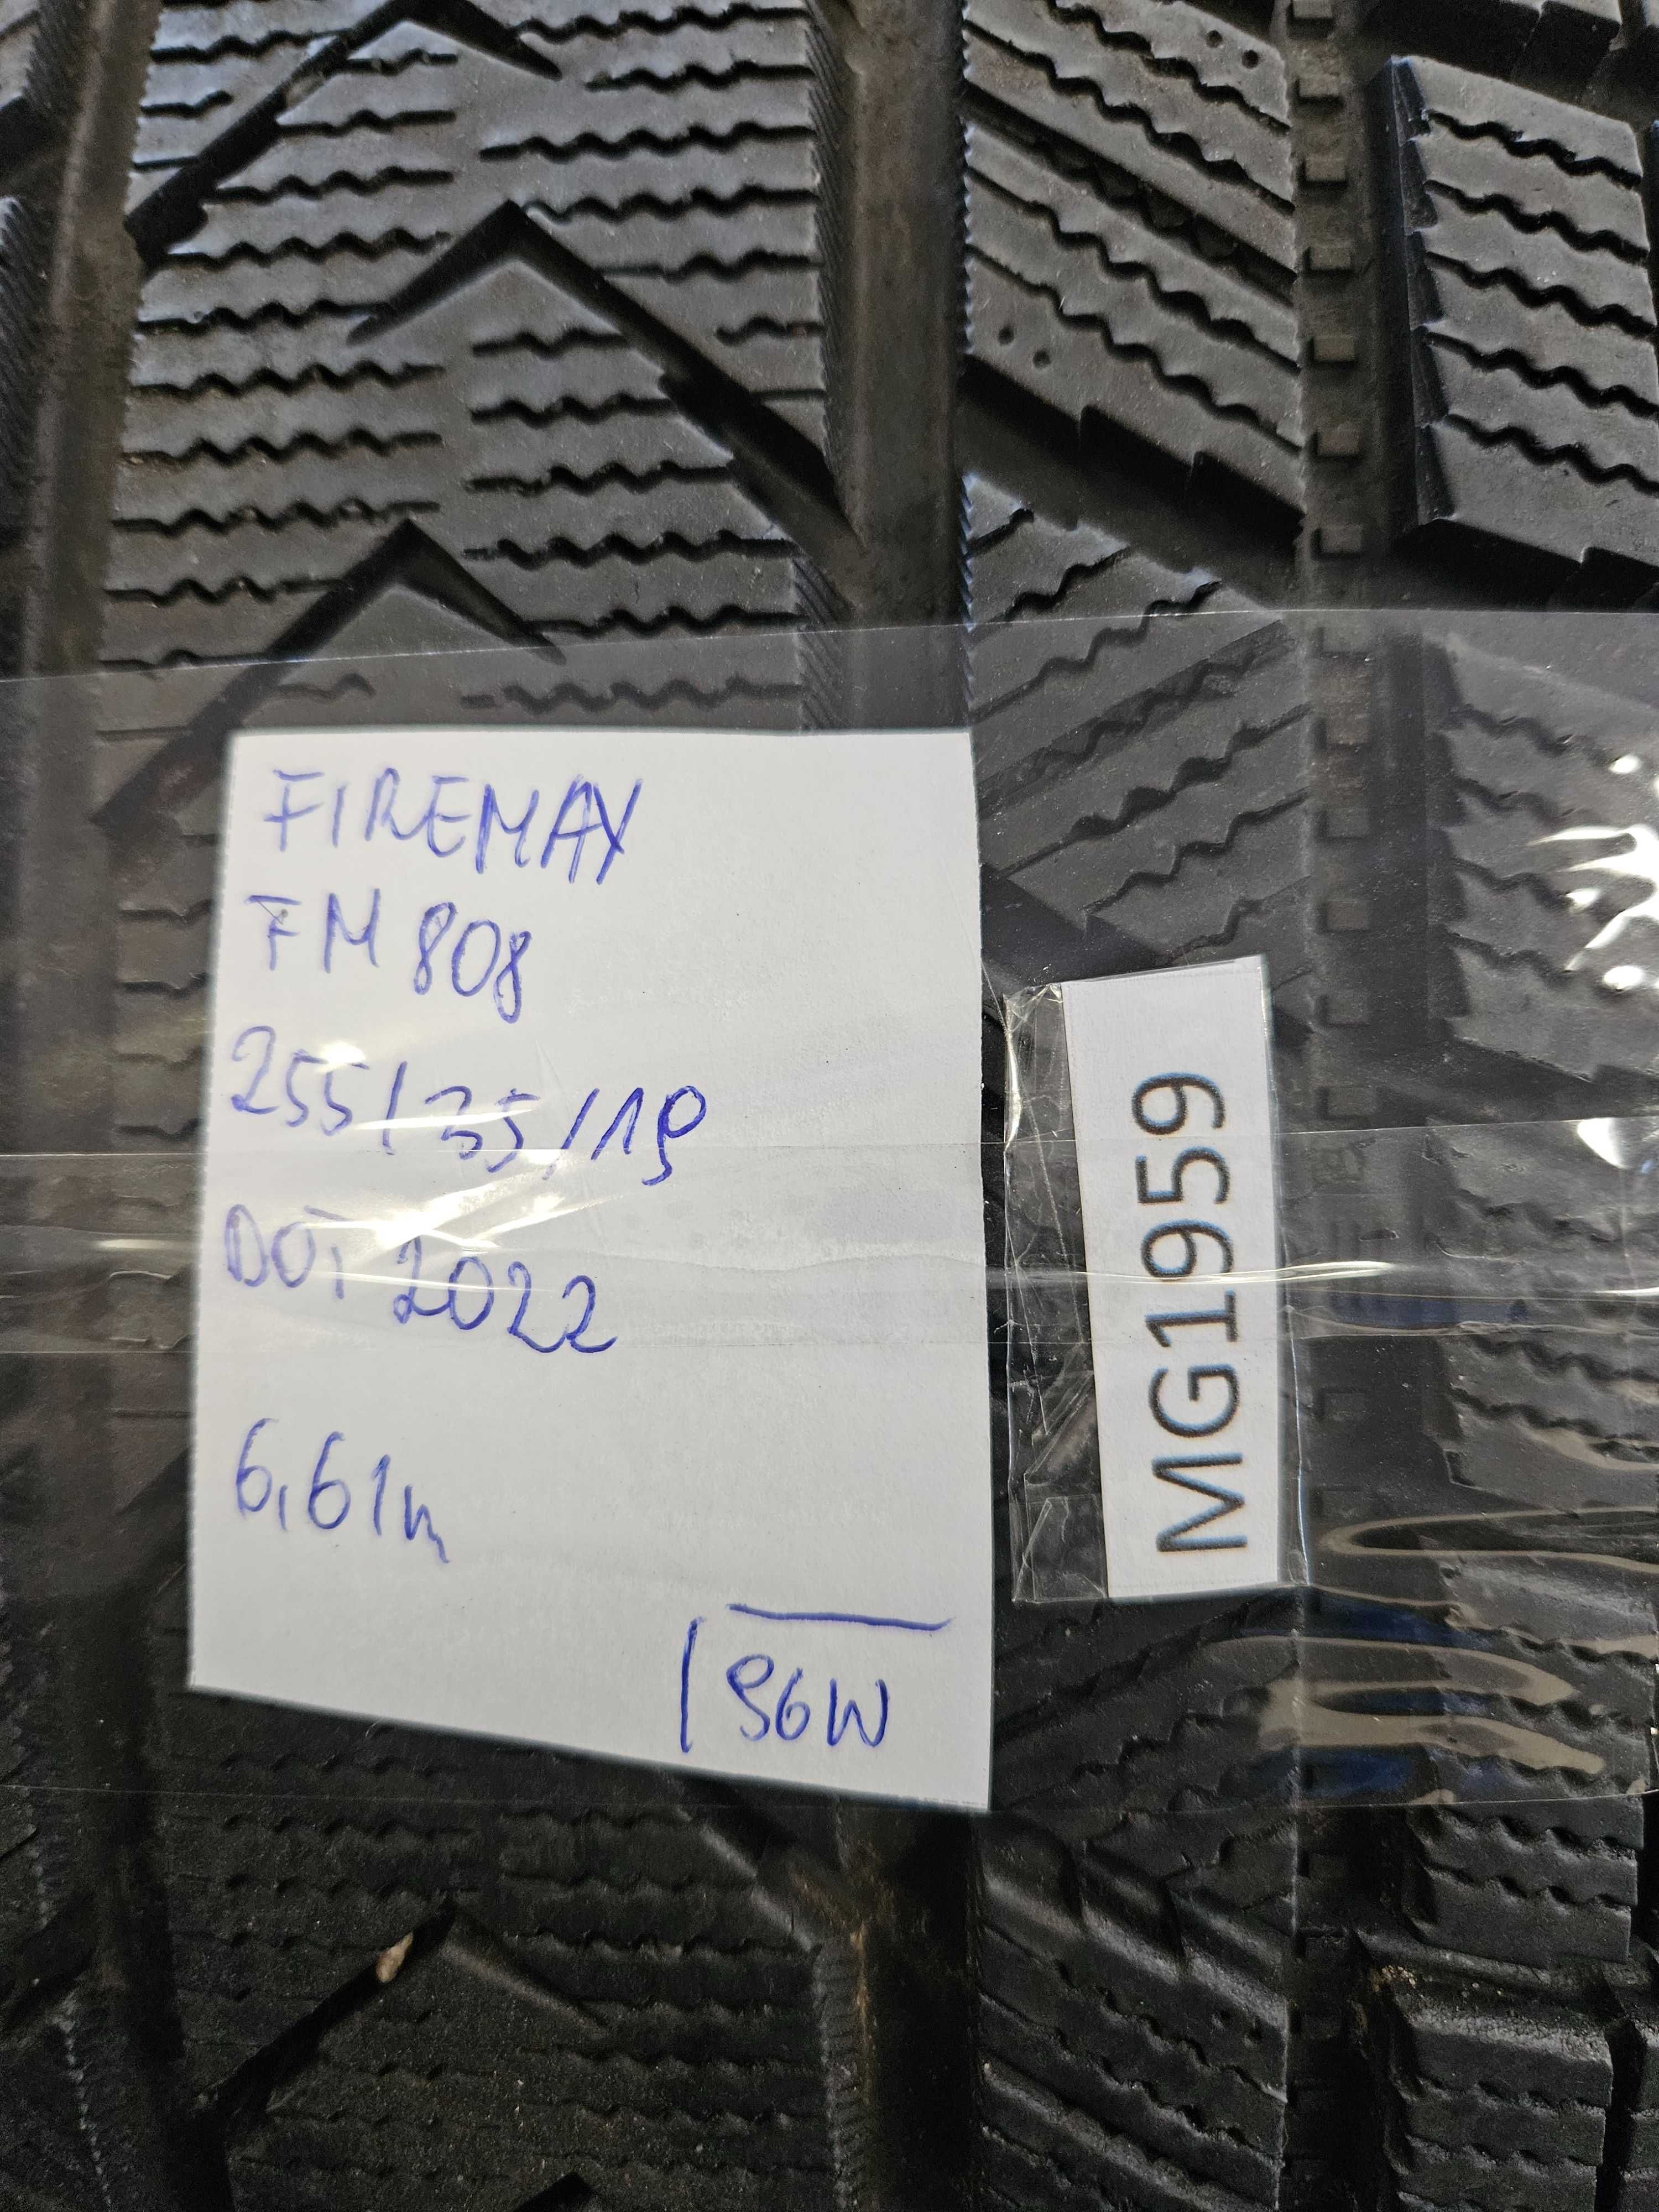 FIREMAX
FM 808
255/35/19
DOT 2022
6,61m
96W
MG1959